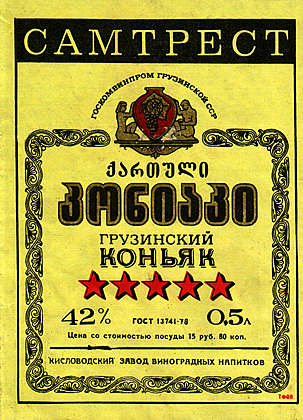 САМТРЕСТ
ГОСКОМВИНПРОМ ГРУЗИНСКОЙ ССР
ქართული
კონიაკი
ГРУЗИНСКИЙ
КОНЬЯК
42% ГОСТ 13741-78 0,5л
Цена со стоимостью посуды 15 руб. 80 коп.
КИСЛОВОДСКИЙ ЗАВОД ВИНОГРАДНЫХ НАПИТКОВ